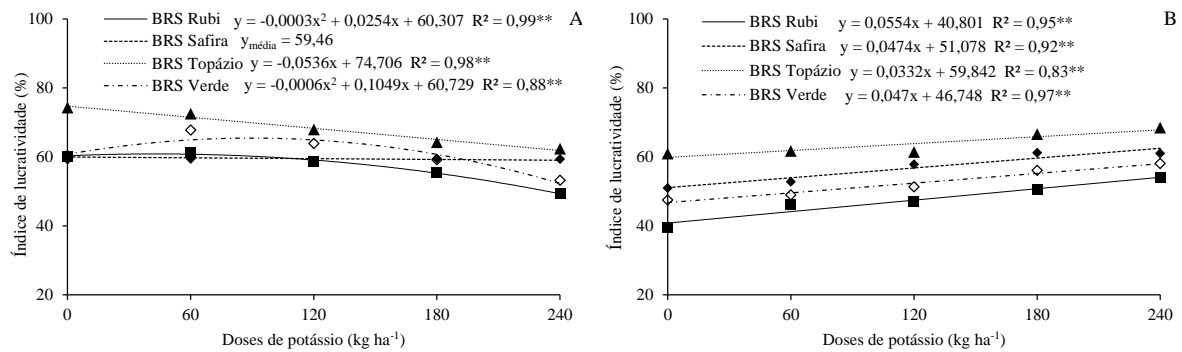 A
BRS Rubi y = -0,0003x² + 0,0254x + 60,307 R² = 0,99**
BRS Safira y média = 59,46
BRS Topázio y = -0,0536x + 74,706 R² = 0,98**
BRS Verde y = -0,0006x² + 0,1049x + 60,729 R² = 0,88**
Índice de lucratividade (%)
100
80
60
40
20
0 60 120 180 240
Doses de potássio (kg ha⁻¹)
B
BRS Rubi y = 0,0554x + 40,801 R² = 0,95**
BRS Safira y = 0,0474x + 51,078 R² = 0,92**
BRS Topázio y = 0,0332x + 59,842 R² = 0,83**
BRS Verde y = 0,047x + 46,748 R² = 0,97**
Índice de lucratividade (%)
100
80
60
40
20
0 60 120 180 240
Doses de potássio (kg ha⁻¹)